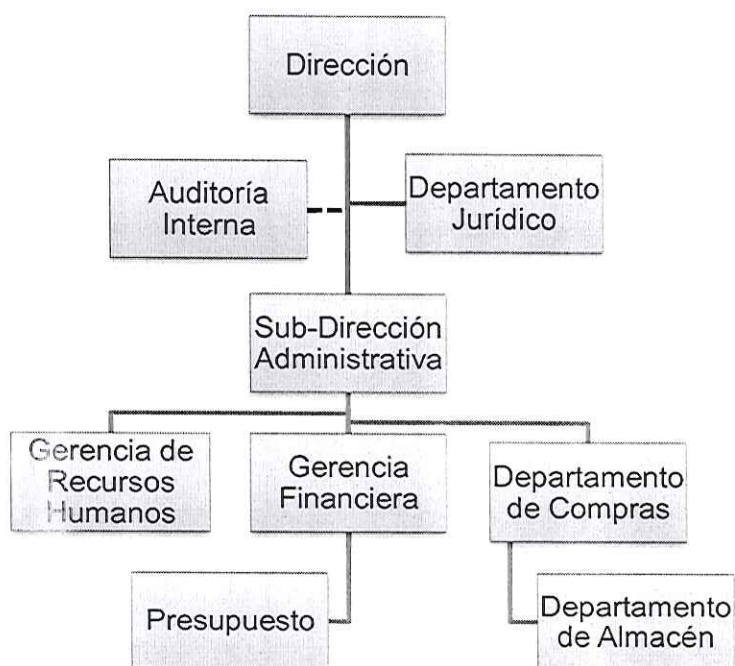 Dirección
Auditoría
Interna
Departamento
Jurídico
Sub-Dirección
Administrativa
Gerencia de
Recursos
Humanos
Gerencia
Financiera
Departamento
de Compras
Presupuesto
Departamento
de Almacén